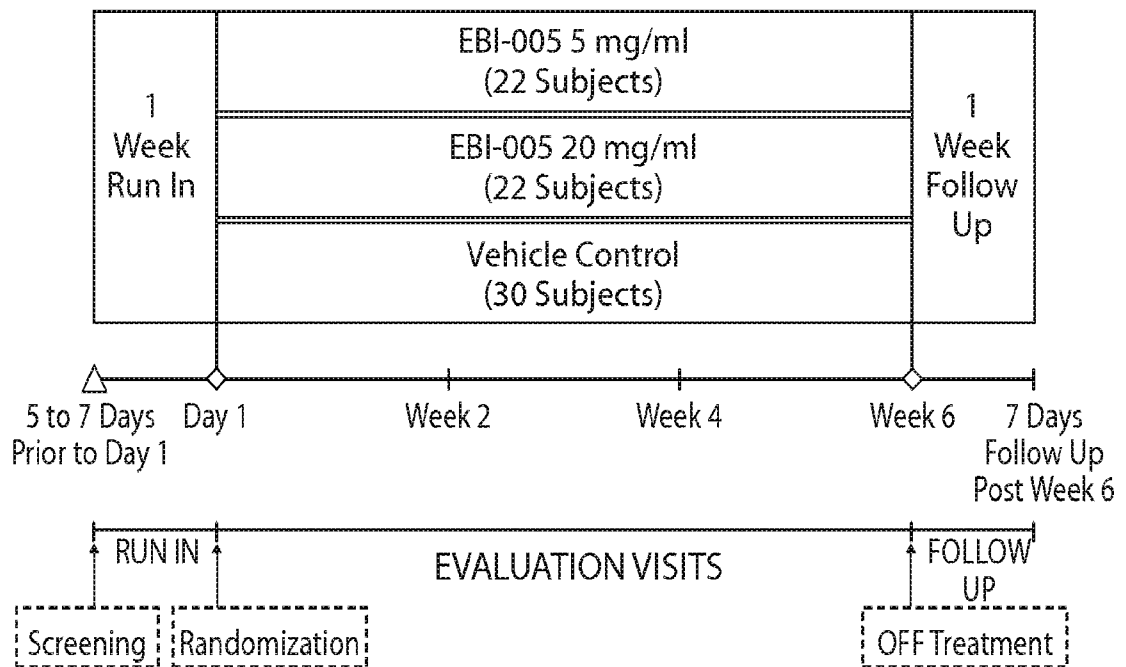 1
Week
Run In
EBI-005 5 mg/ml
(22 Subjects)
EBI-005 20 mg/ml
(22 Subjects)
Vehicle Control
(30 Subjects)
1
Week
Follow
Up
5 to 7 Days
Prior to Day 1
Day 1
Week 2
Week 4
Week 6
7 Days
Follow Up
Post Week 6
RUN IN
EVALUATION VISITS
FOLLOW
UP
Screening
Randomization
OFF Treatment